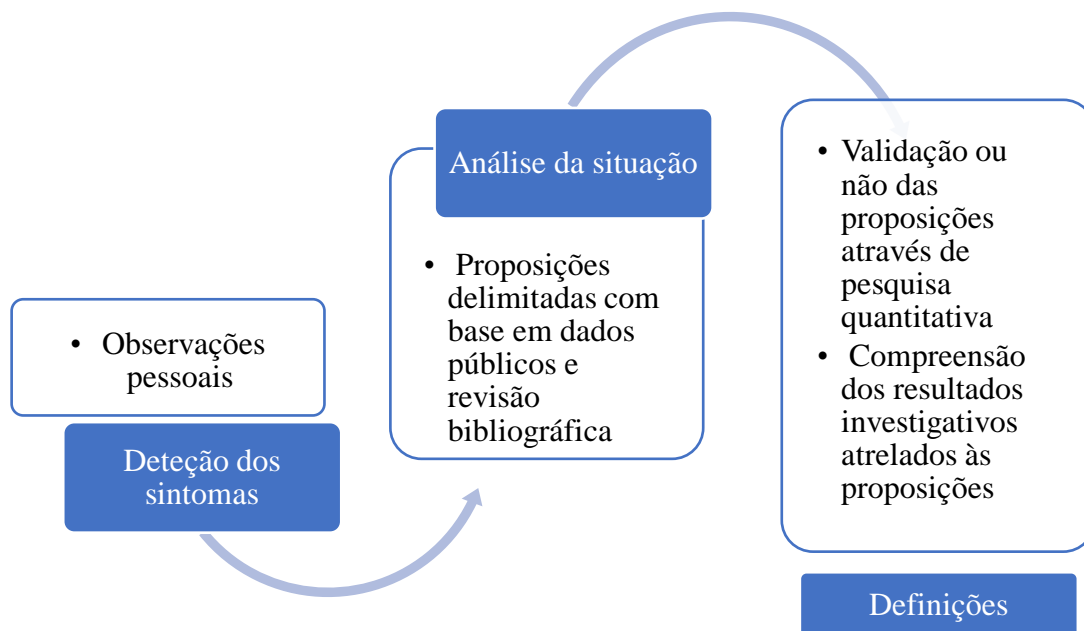 • Observações
pessoais
Deteção dos
sintomas
Análise da situação
• Proposições
delimitadas com
base em dados
públicos e
revisão
bibliográfica
• Validação ou
não das
proposições
através de
pesquisa
quantitativa
• Compreensão
dos resultados
investigativos
atrelados às
proposições
Definições